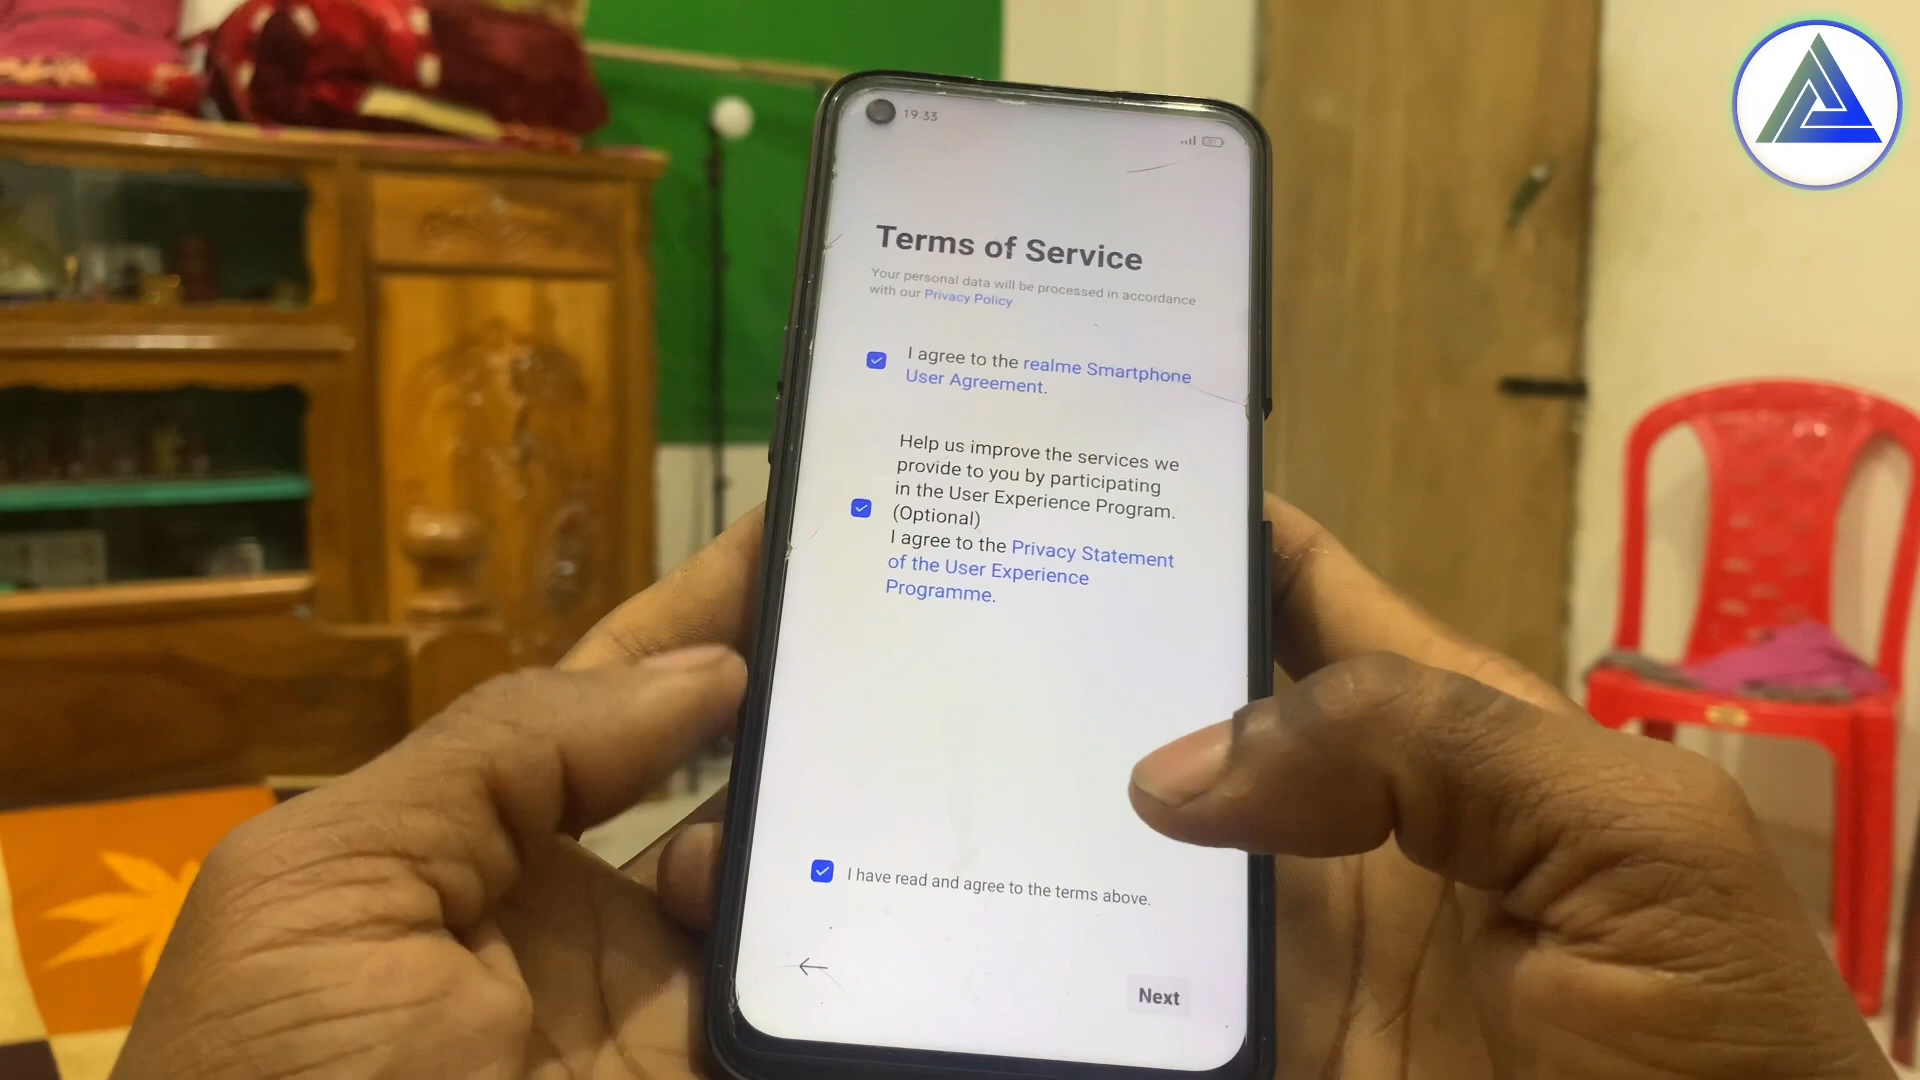 19:33
Terms of Service
Your personal data will be processed in accordance
with our Privacy Policy.
I agree to the realme Smartphone
User Agreement.
Help us improve the services we
provide to you by participating
in the User Experience Program.
(Optional)
I agree to the Privacy Statement
of the User Experience
Programme.
I have read and agree to the terms above.
Next